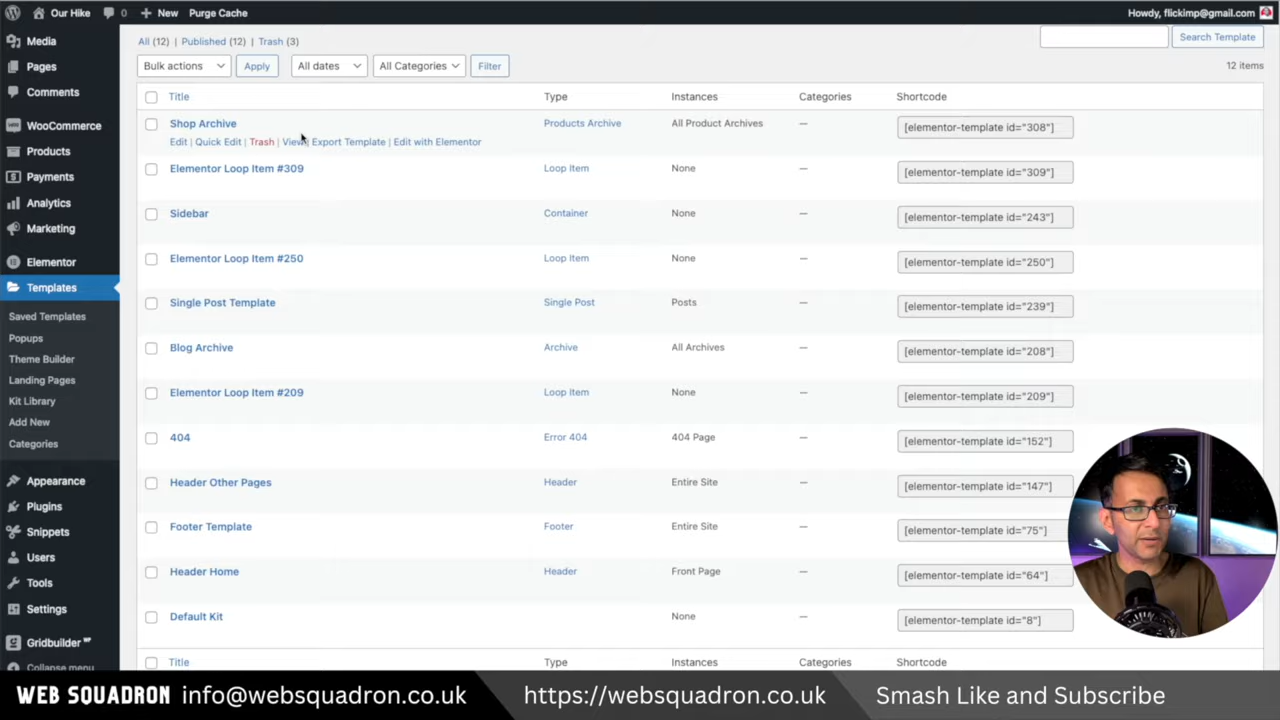 Our Hike 0 New Purge Cache Howdy, flickimp@gmail.com
Media
Pages
Comments
WooCommerce
Products
Payments
Analytics
Marketing
Elementor
Templates
Saved Templates
Popups
Theme Builder
Landing Pages
Kit Library
Add New
Categories
Appearance
Plugins
Snippets
Users
Tools
Settings
Gridbuilder WP
Collapse menu
All (12) | Published (12) | Trash (3)
Search Template
Bulk actions Apply All dates All Categories Filter 12 items
Title Type Instances Categories Shortcode
Shop Archive Products Archive All Product Archives — [elementor-template id="308"]
Edit | Quick Edit | Trash | View | Export Template | Edit with Elementor
Elementor Loop Item #309 Loop Item None — [elementor-template id="309"]
Sidebar Container None — [elementor-template id="243"]
Elementor Loop Item #250 Loop Item None — [elementor-template id="250"]
Single Post Template Single Post Posts — [elementor-template id="239"]
Blog Archive Archive All Archives — [elementor-template id="208"]
Elementor Loop Item #209 Loop Item None — [elementor-template id="209"]
404 Error 404 404 Page — [elementor-template id="152"]
Header Other Pages Header Entire Site — [elementor-template id="147"]
Footer Template Footer Entire Site — [elementor-template id="75"]
Header Home Header Front Page — [elementor-template id="64"]
Default Kit None — [elementor-template id="8"]
Title Type Instances Categories Shortcode
WEB SQUADRON info@websquadron.co.uk https://websquadron.co.uk Smash Like and Subscribe